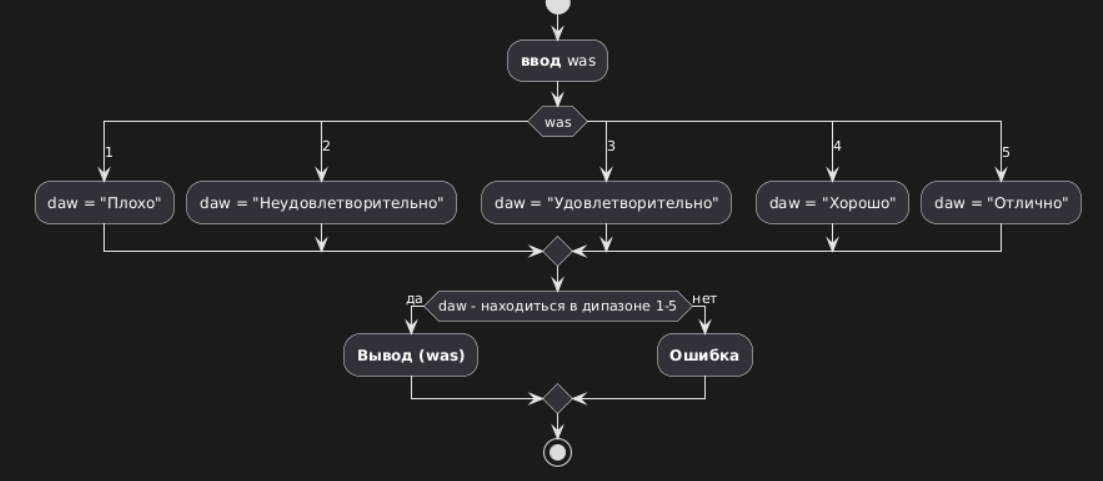 ввод was
was
1
2
3
4
5
daw = "Плохо"
daw = "Неудовлетворительно"
daw = "Удовлетворительно"
daw = "Хорошо"
daw = "Отлично"
да
daw - находиться в дипазоне 1-5
нет
Вывод (was)
Ошибка